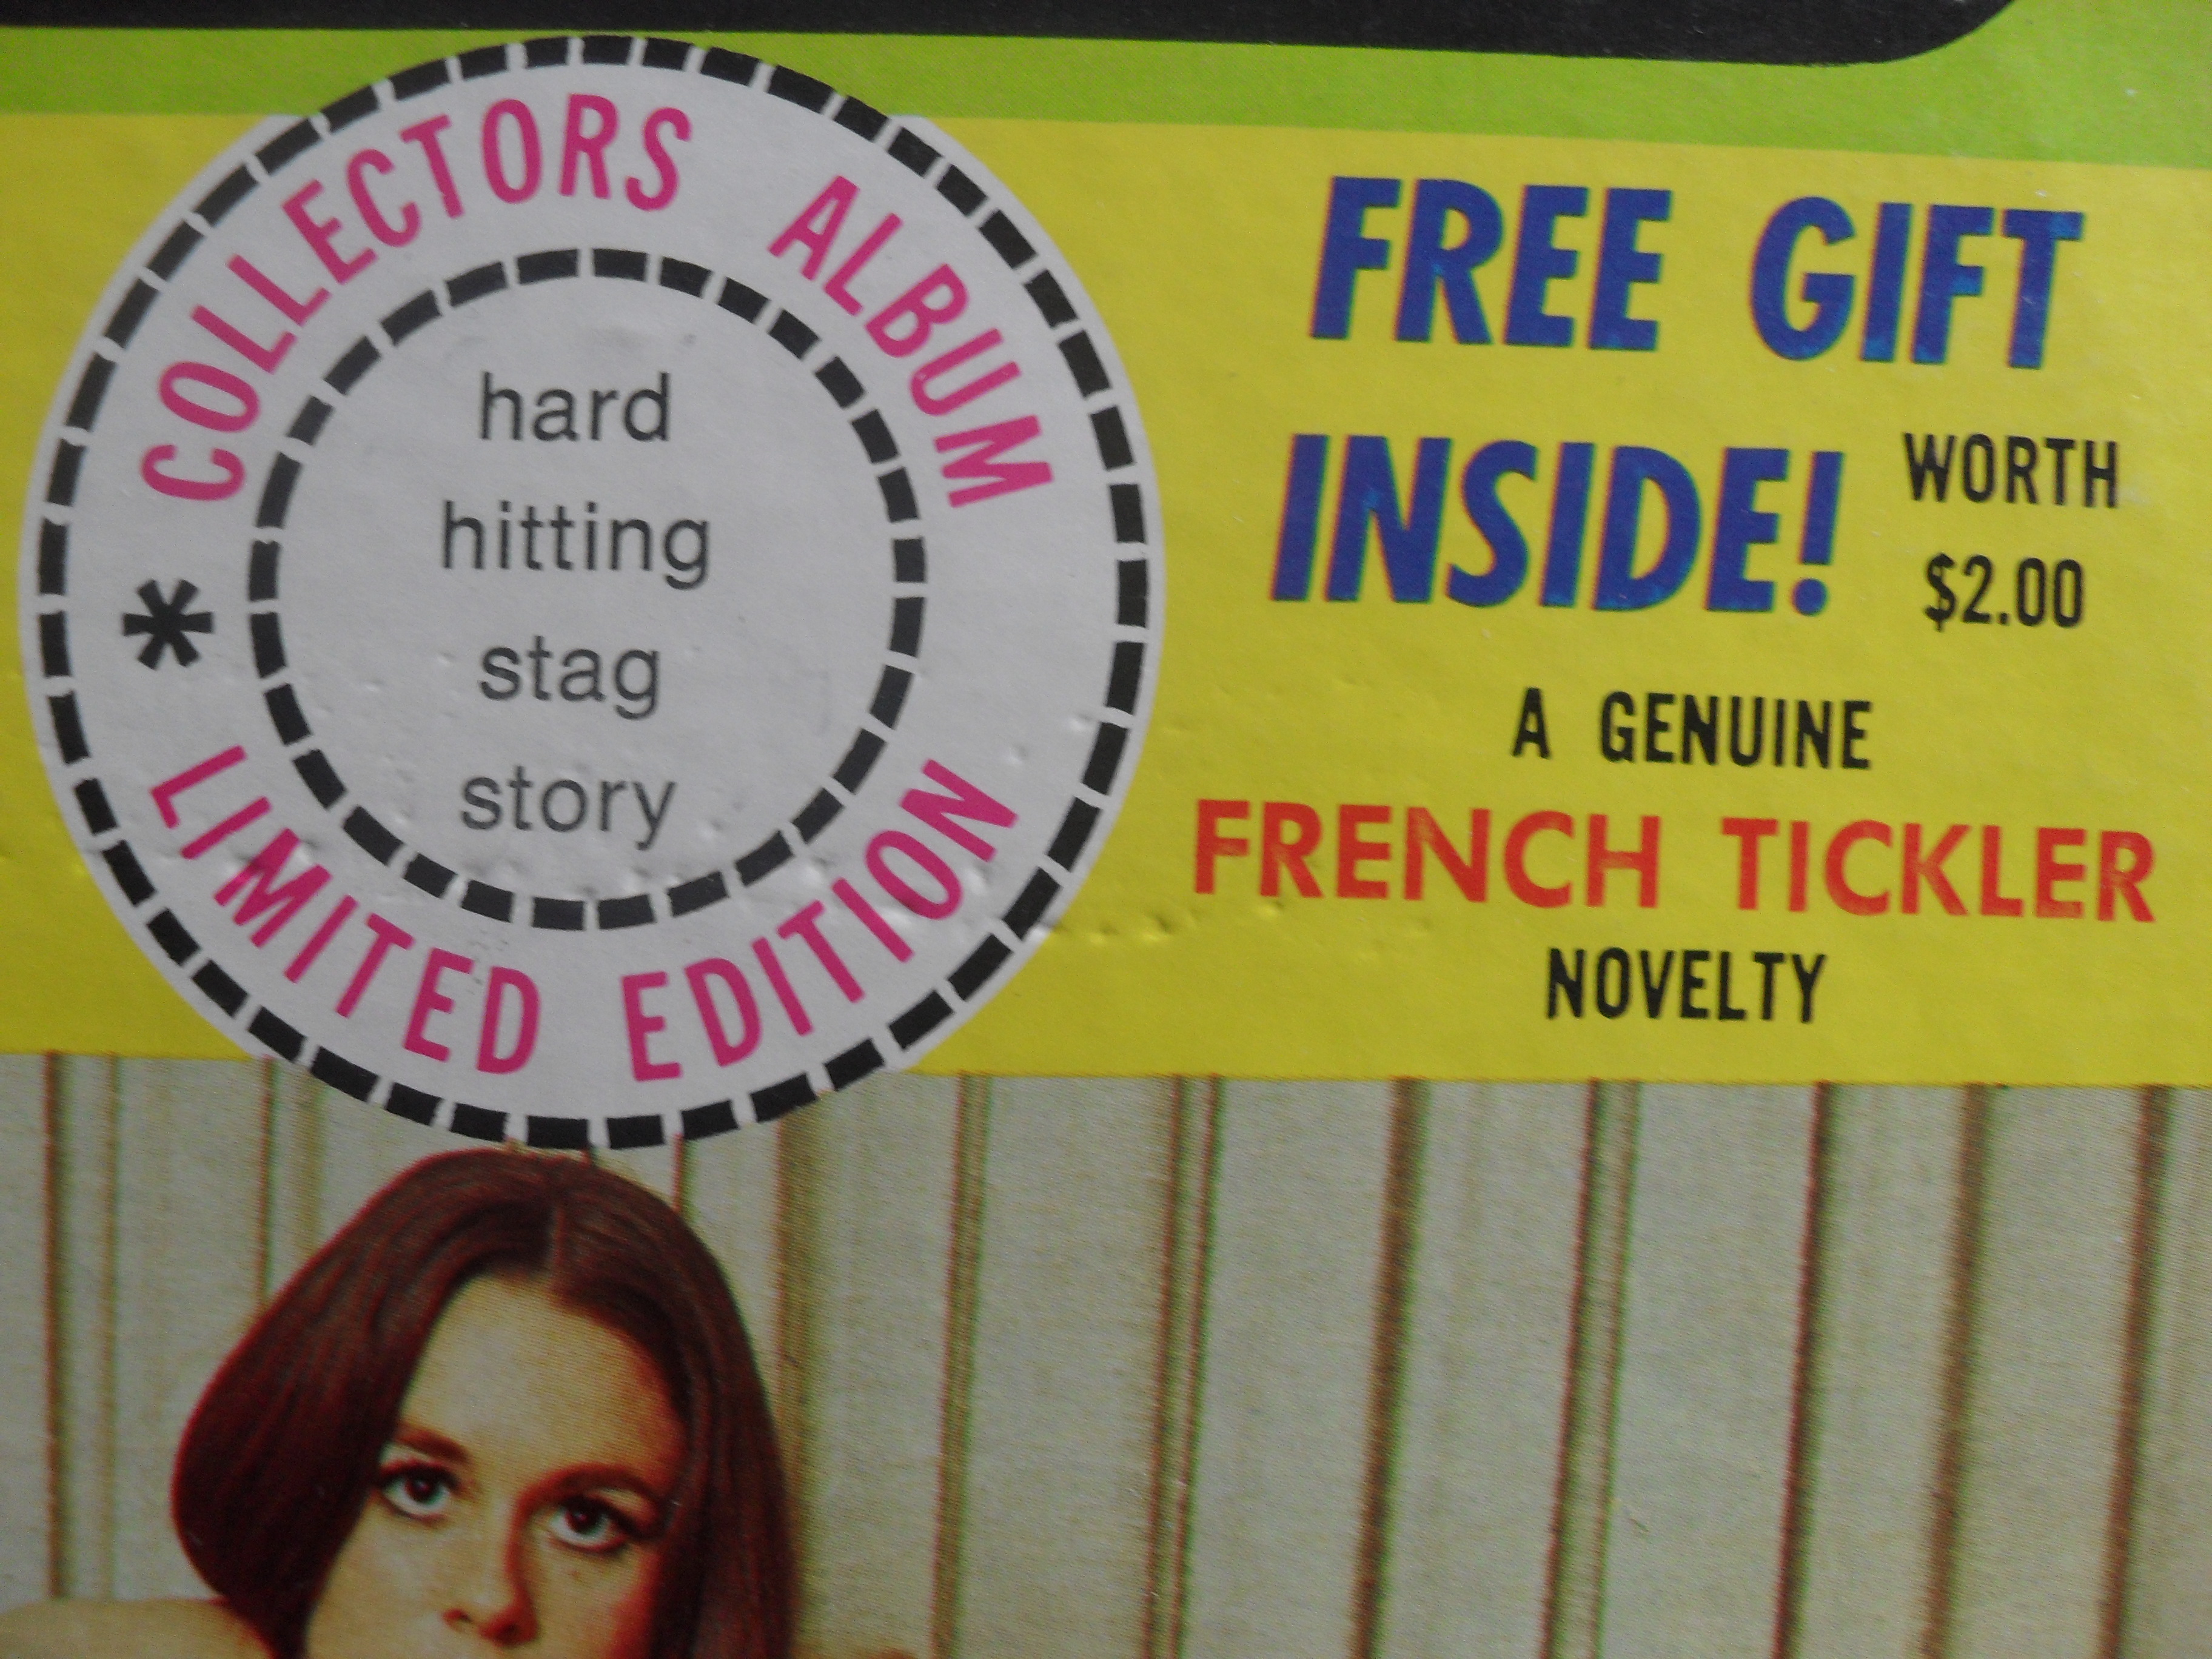 COLLECTORS ALBUM
hard
hitting
stag
story
* LIMITED EDITION
FREE GIFT
INSIDE!
WORTH
$2.00
A GENUINE
FRENCH TICKLER
NOVELTY